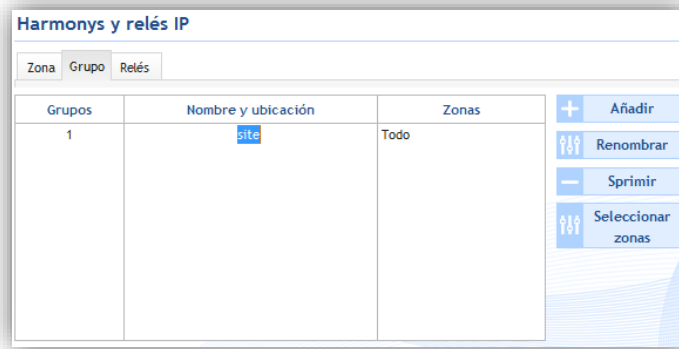 Harmonys y relés IP
Zona Grupo Relés
Grupos Nombre y ubicación Zonas
1 site Todo
Añadir
Renombrar
Sprimir
Seleccionar
zonas